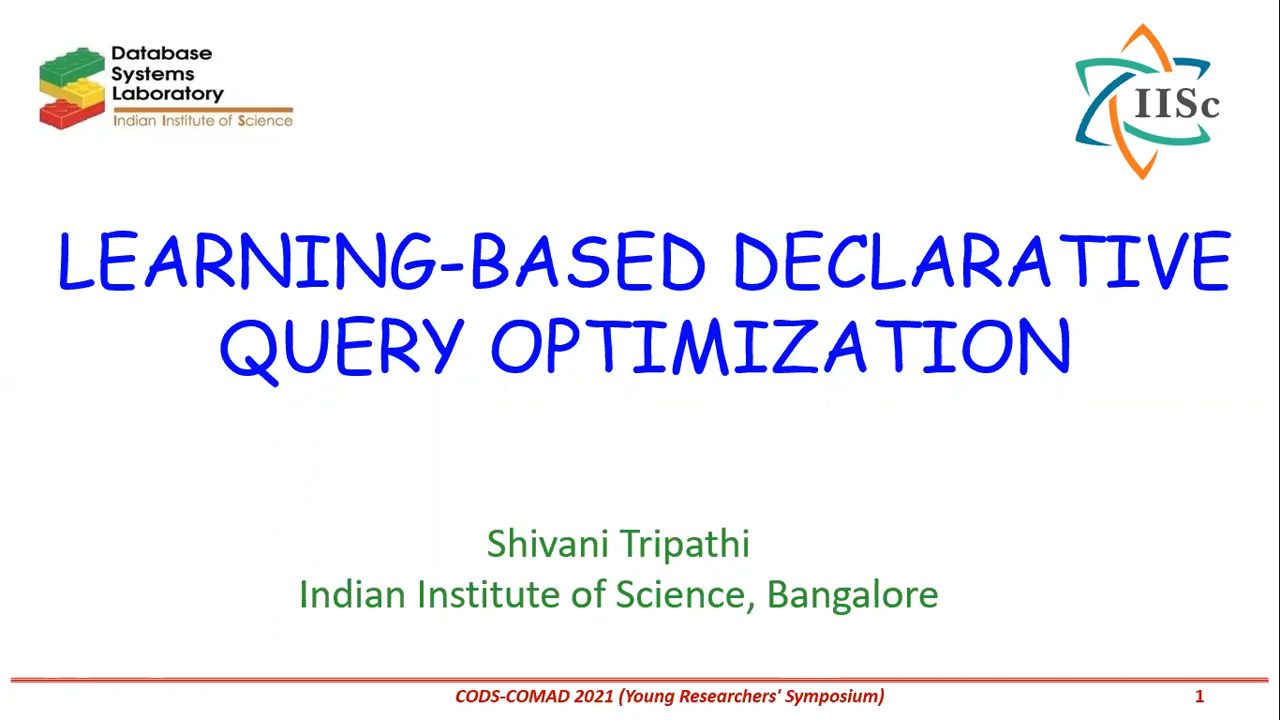 Database
Systems
Laboratory
Indian Institute of Science
IISc
LEARNING-BASED DECLARATIVE
QUERY OPTIMIZATION
Shivani Tripathi
Indian Institute of Science, Bangalore
CODS-COMAD 2021 (Young Researchers' Symposium)
1